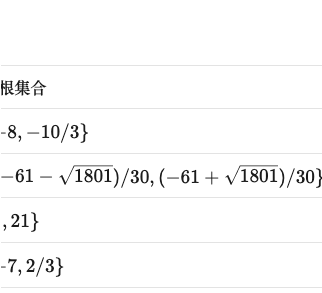 根集合
-8, −10/3}
−61 − √1801)/30, (−61 + √1801)/30}
, 21}
-7, 2/3}